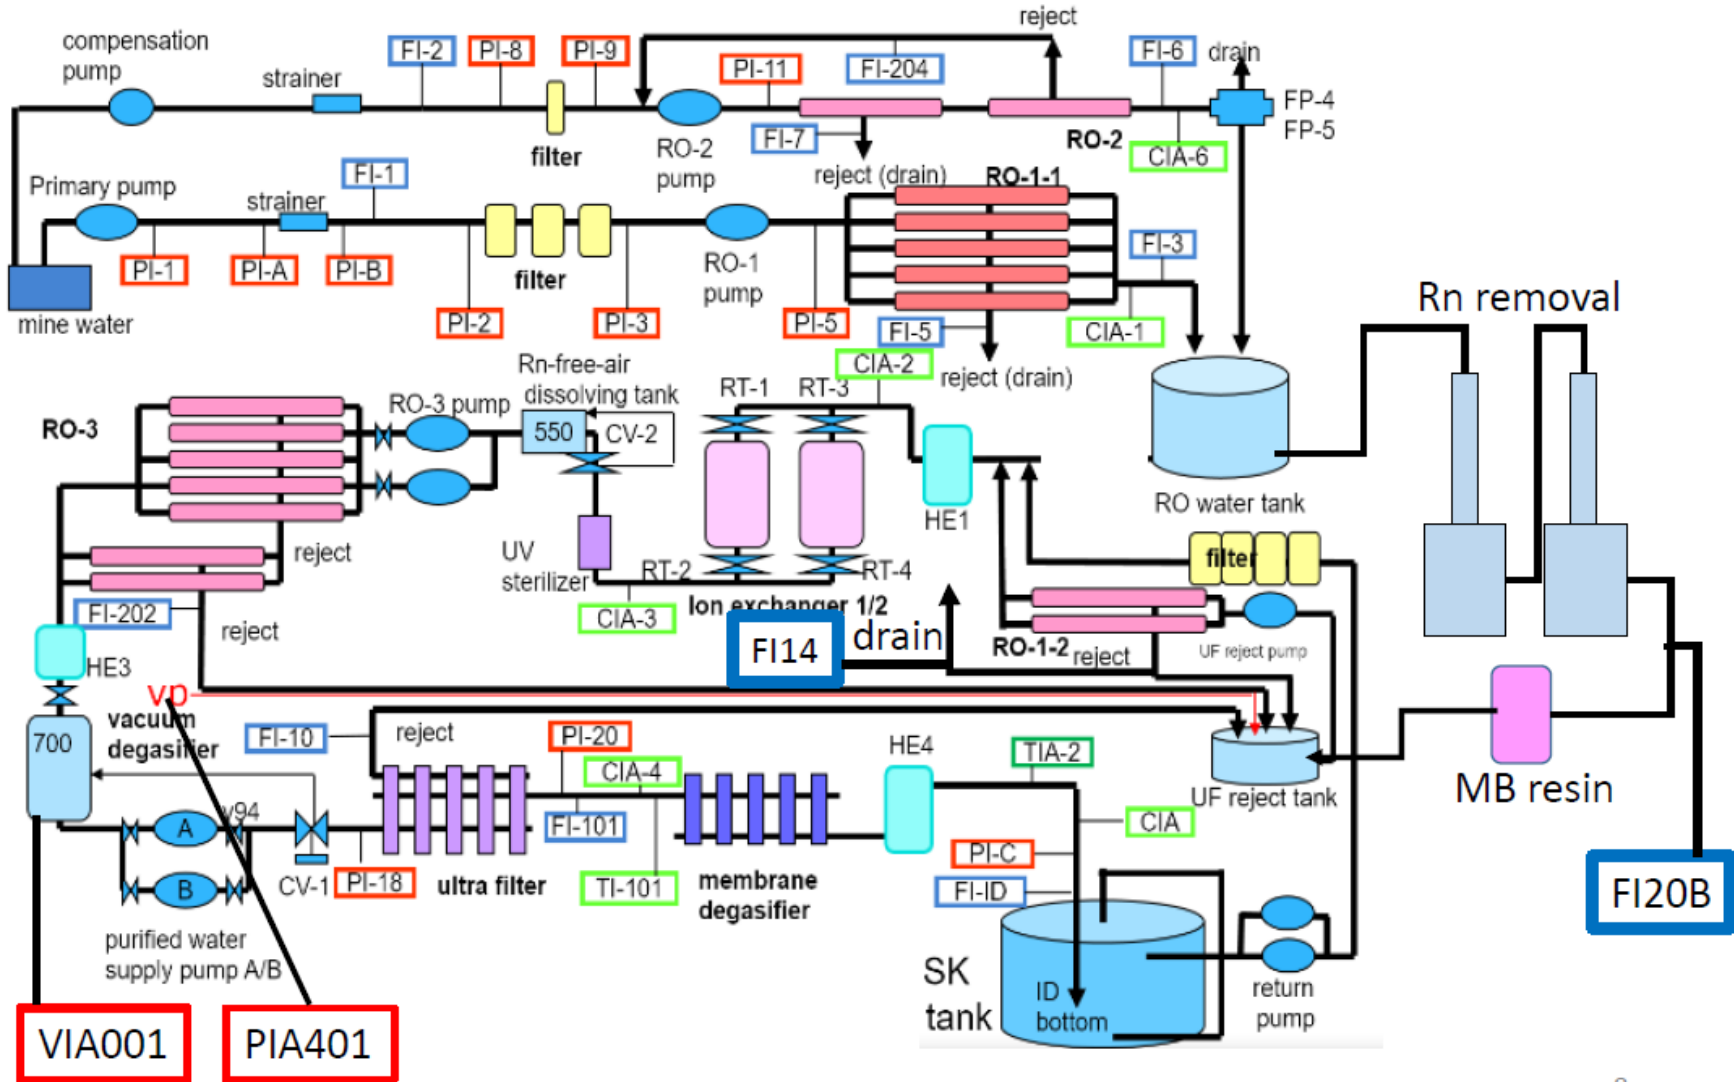 reject
compensation
pump
FI-2
PI-8
PI-9
FI-6
drain
strainer
PI-11
FI-204
FP-4
FP-5
filter
RO-2
pump
FI-7
RO-2
CIA-6
reject (drain)
RO-1-1
Primary pump
FI-1
strainer
FI-3
PI-1
PI-A
PI-B
filter
RO-1
pump
mine water
PI-2
PI-3
PI-5
FI-5
CIA-1
Rn removal
CIA-2
reject (drain)
Rn-free-air
dissolving tank
RT-1
RT-3
RO-3 pump
RO-3
550
CV-2
HE1
RO water tank
reject
UV
sterilizer
RT-2
RT-4
filter
CIA-3
Ion exchanger 1/2
FI-202
reject
FI14
drain
RO-1-2
reject
UF reject pump
HE3
vp
vacuum
degasifier
700
FI-10
reject
PI-20
CIA-4
HE4
TIA-2
UF reject tank
MB resin
v94
A
B
FI-101
CIA
CV-1
PI-18
ultra filter
TI-101
membrane
degasifier
PI-C
FI-ID
FI20B
purified water
supply pump A/B
SK
tank
ID
bottom
return
pump
VIA001
PIA401